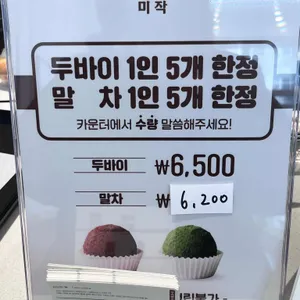 미작
두바이 1인 5개 한정
말 차 1인 5개 한정
카운터에서 수량 말씀해주세요!
두바이 ₩6,500
말차 ₩ 6,200